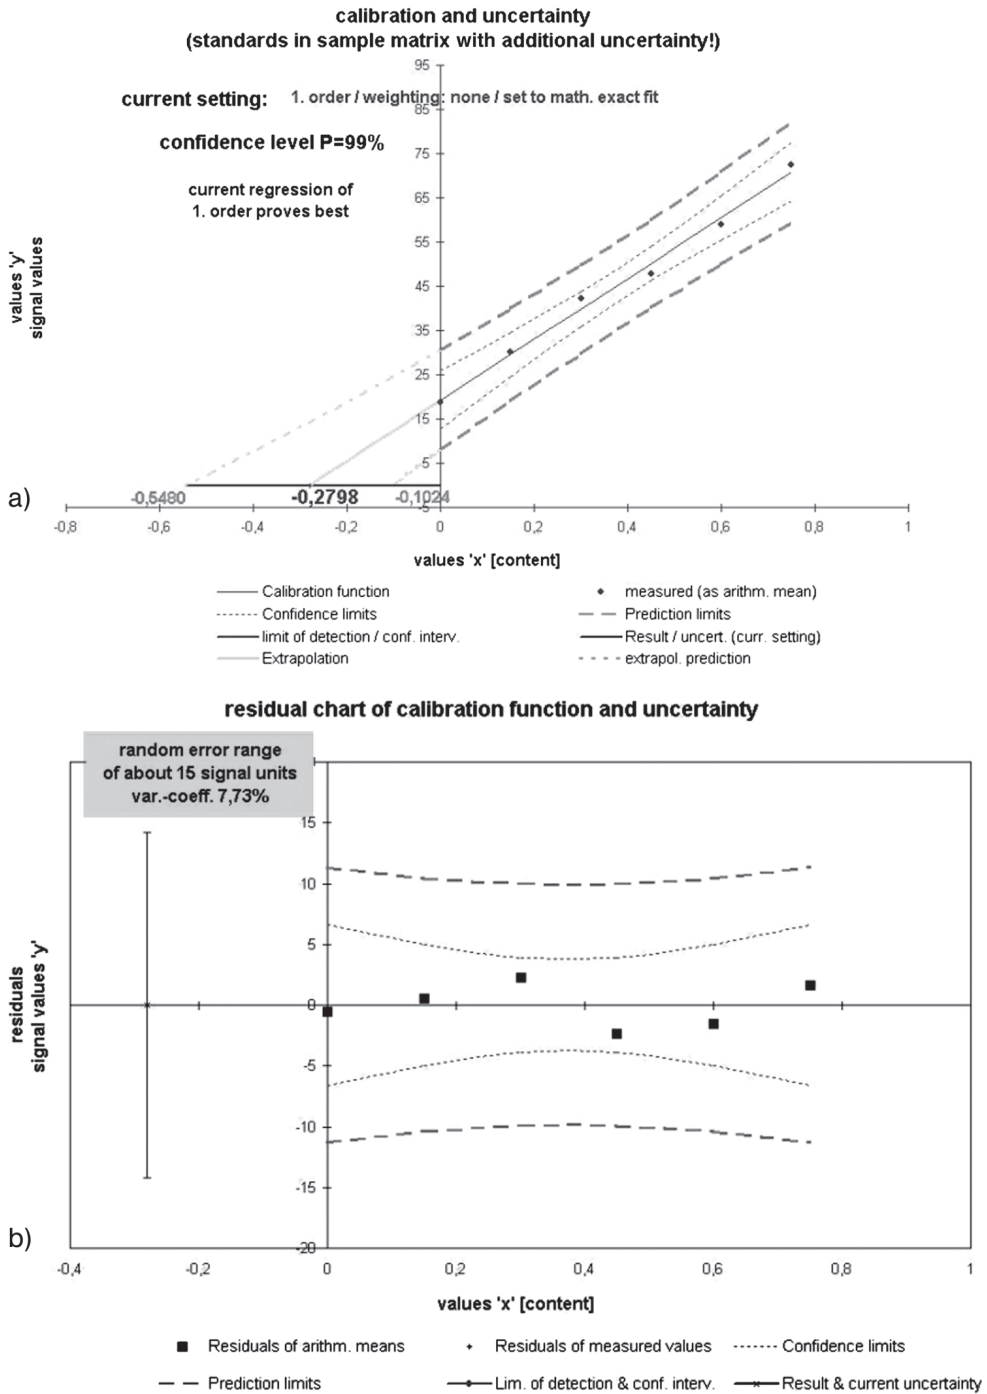 calibration and uncertainty
(standards in sample matrix with additional uncertainty!)
current setting: 1. order / weighting: none / set to math. exact fit
confidence level P=99%
current regression of
1. order proves best
values 'y'
signal values
95
85
75
65
55
45
35
25
15
5
-5
-0,5480
-0,2798
-0,1024
a)
-0,8
-0,6
-0,4
-0,2
0
0,2
0,4
0,6
0,8
1
values 'x' [content]
Calibration function
measured (as arithm. mean)
Confidence limits
Prediction limits
limit of detection / conf. interv.
Result / uncert. (curr. setting)
Extrapolation
extrapol. prediction
residual chart of calibration function and uncertainty
random error range
of about 15 signal units
var.-coeff. 7,73%
residuals
signal values 'y'
15
10
5
0
-5
-10
-15
-20
b)
-0,4
-0,2
0
0,2
0,4
0,6
0,8
1
values 'x' [content]
Residuals of arithm. means
Residuals of measured values
Confidence limits
Prediction limits
Lim. of detection & conf. interv.
Result & current uncertainty